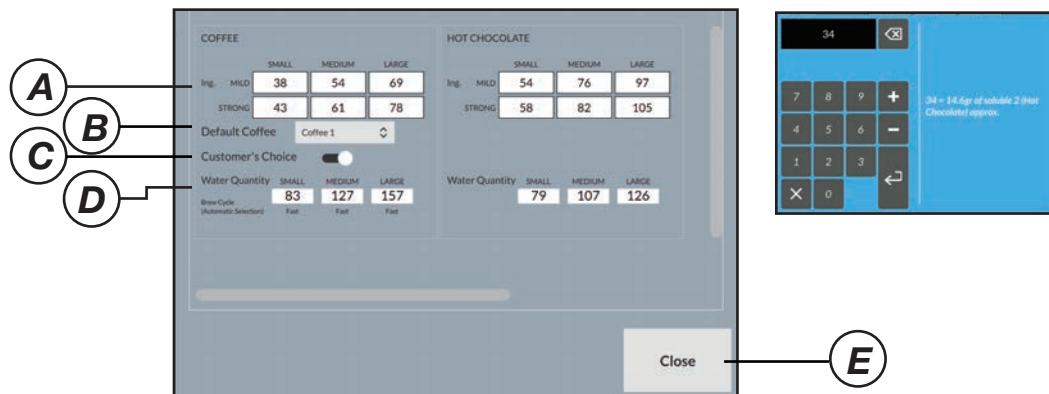 COFFEE
SMALL MEDIUM LARGE
Ing. MILD 38 54 69
STRONG 43 61 78
Default Coffee Coffee 1
Customer's Choice
Water Quantity SMALL MEDIUM LARGE
83 127 157
Brew Cycle
(Automatic Selection) Fast Fast Fast
HOT CHOCOLATE
SMALL MEDIUM LARGE
Ing. MILD 54 76 97
STRONG 58 82 105
Water Quantity SMALL MEDIUM LARGE
79 107 126
Close
A
B
C
D
E
34
7 8 9 +
4 5 6 −
1 2 3
X 0
34 = 14.6gr of soluble 2 (Hot
Chocolate) approx.